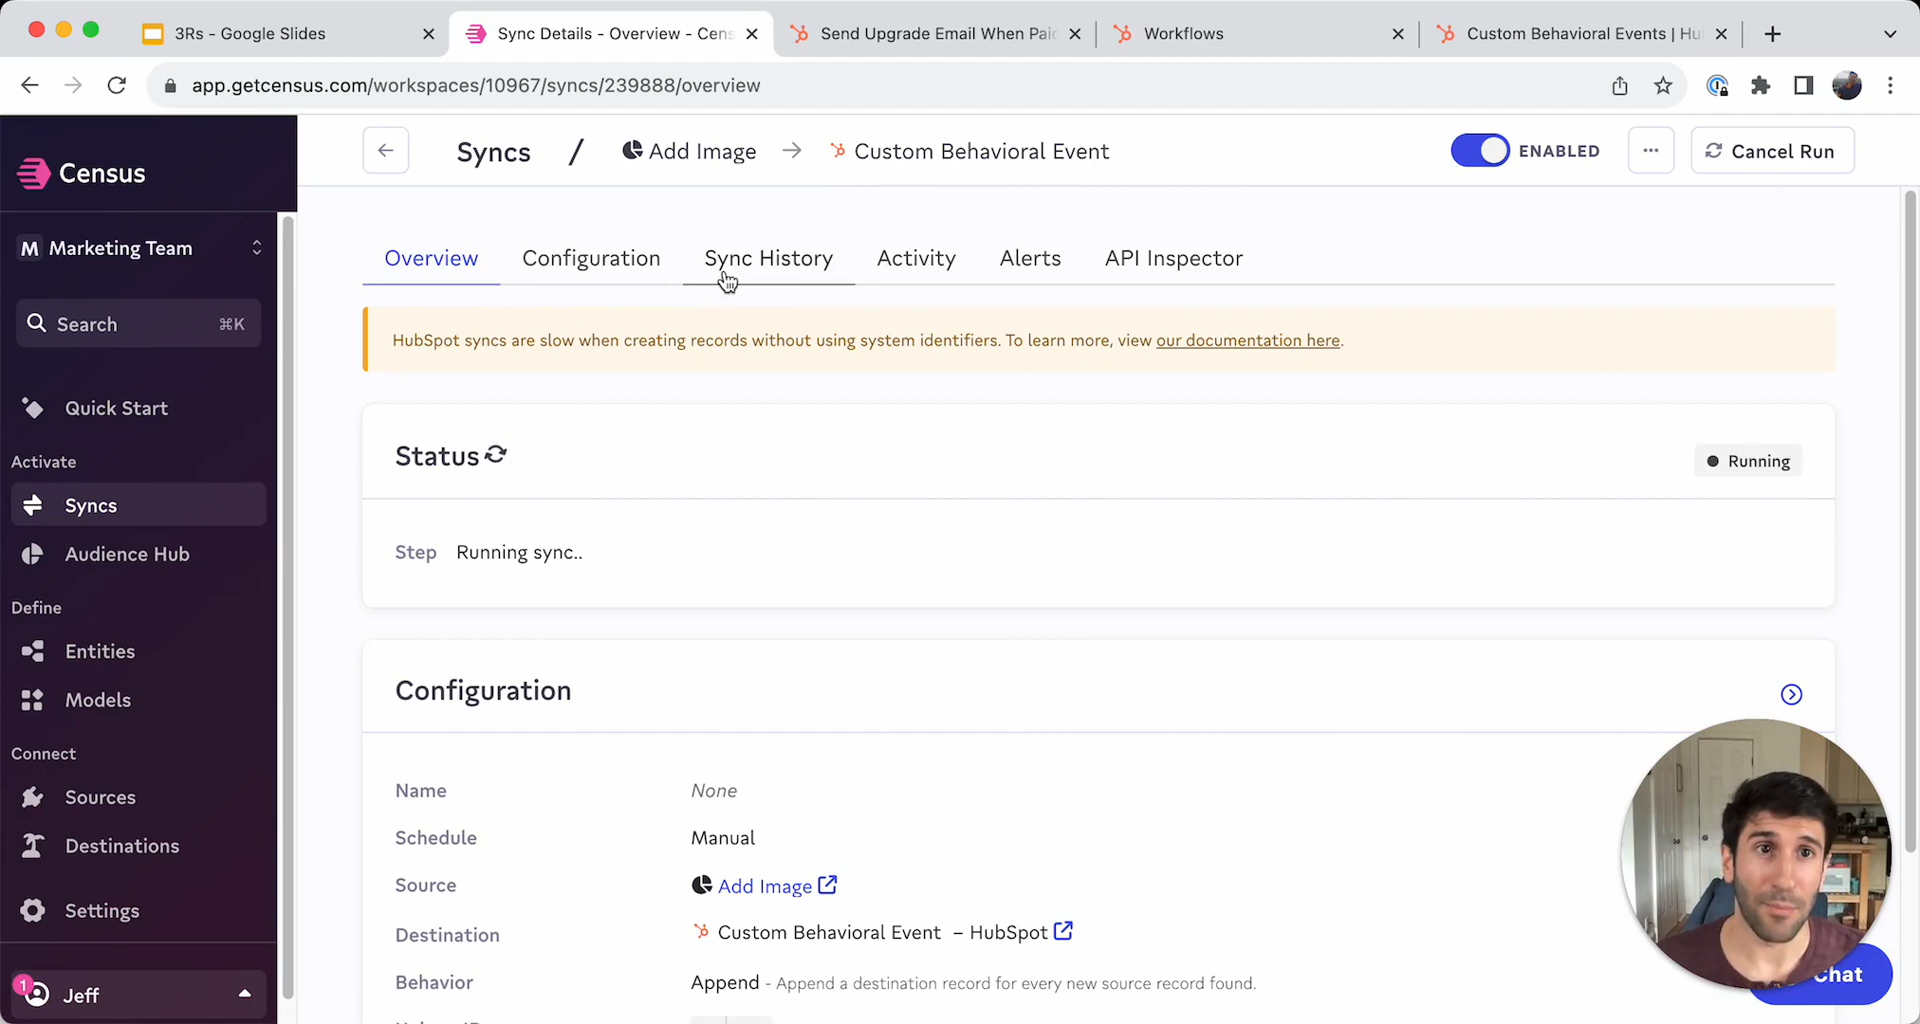 3Rs - Google Slides
Sync Details - Overview - Cens
Send Upgrade Email When Paid
Workflows
Custom Behavioral Events | Hu
app.getcensus.com/workspaces/10967/syncs/239888/overview
Census
M Marketing Team
Search ⌘K
Quick Start
Activate
Syncs
Audience Hub
Define
Entities
Models
Connect
Sources
Destinations
Settings
1
Jeff
Syncs / Add Image → Custom Behavioral Event
ENABLED
...
Cancel Run
Overview
Configuration
Sync History
Activity
Alerts
API Inspector
HubSpot syncs are slow when creating records without using system identifiers. To learn more, view our documentation here.
Status
Running
Step Running sync..
Configuration
Name None
Schedule Manual
Source Add Image
Destination Custom Behavioral Event – HubSpot
Behavior Append - Append a destination record for every new source record found.
Chat